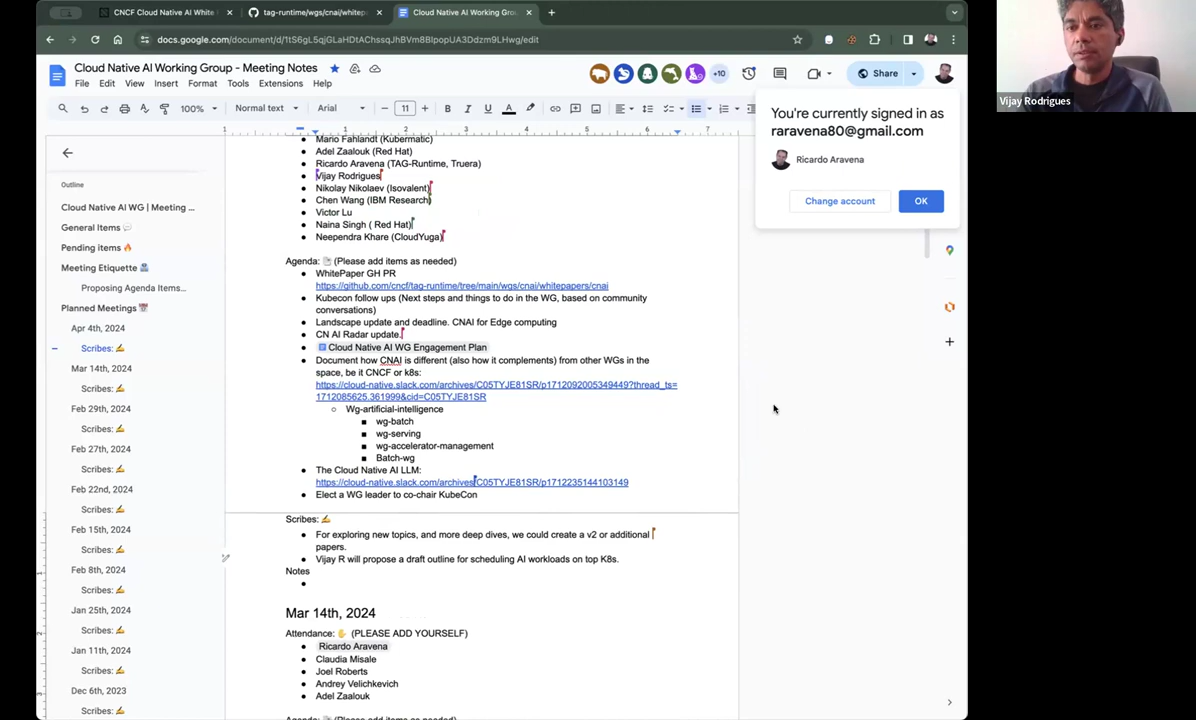 CNCF Cloud Native AI White
tag-runtime/wgs/cnai/whitep
Cloud Native AI Working Gro
docs.google.com/document/d/1tS6gL5qjGLaHDtAChssqJhBVm8BIpopUA3Ddzm9LHwg/edit
Cloud Native AI Working Group - Meeting Notes
File Edit View Insert Format Tools Extensions Help
+10
Share
100% Normal text Arial 11
1 1 2 3 4 5 6 7
You're currently signed in as
raravena80@gmail.com
Ricardo Aravena
Change account OK
Vijay Rodrigues
Outline
Cloud Native AI WG | Meeting ...
General Items
Pending items
Meeting Etiquette
Proposing Agenda Items...
Planned Meetings
Apr 4th, 2024
Scribes:
Mar 14th, 2024
Scribes:
Feb 29th, 2024
Scribes:
Feb 27th, 2024
Scribes:
Feb 22nd, 2024
Scribes:
Feb 15th, 2024
Scribes:
Feb 8th, 2024
Scribes:
Jan 25th, 2024
Scribes:
Jan 11th, 2024
Scribes:
Dec 6th, 2023
Scribes:
Mario Fahlandt (Kubermatic)
Adel Zaalouk (Red Hat)
Ricardo Aravena (TAG-Runtime, Truera)
Vijay Rodrigues
Nikolay Nikolaev (Isovalent)
Chen Wang (IBM Research)
Victor Lu
Naina Singh ( Red Hat)
Neependra Khare (CloudYuga)
Agenda: (Please add items as needed)
WhitePaper GH PR
https://github.com/cncf/tag-runtime/tree/main/wgs/cnai/whitepapers/cnai
Kubecon follow ups (Next steps and things to do in the WG, based on community
conversations)
Landscape update and deadline. CNAI for Edge computing
CN AI Radar update.
Cloud Native AI WG Engagement Plan
Document how CNAI is different (also how it complements) from other WGs in the
space, be it CNCF or k8s:
https://cloud-native.slack.com/archives/C05TYJE81SR/p1712092005349449?thread_ts=
1712085625.361999&cid=C05TYJE81SR
Wg-artificial-intelligence
wg-batch
wg-serving
wg-accelerator-management
Batch-wg
The Cloud Native AI LLM:
https://cloud-native.slack.com/archives/C05TYJE81SR/p1712235144103149
Elect a WG leader to co-chair KubeCon
Scribes:
For exploring new topics, and more deep dives, we could create a v2 or additional
papers.
Vijay R will propose a draft outline for scheduling AI workloads on top K8s.
Notes
Mar 14th, 2024
Attendance: (PLEASE ADD YOURSELF)
Ricardo Aravena
Claudia Misale
Joel Roberts
Andrey Velichkevich
Adel Zaalouk
Agenda: (Please add items as needed)